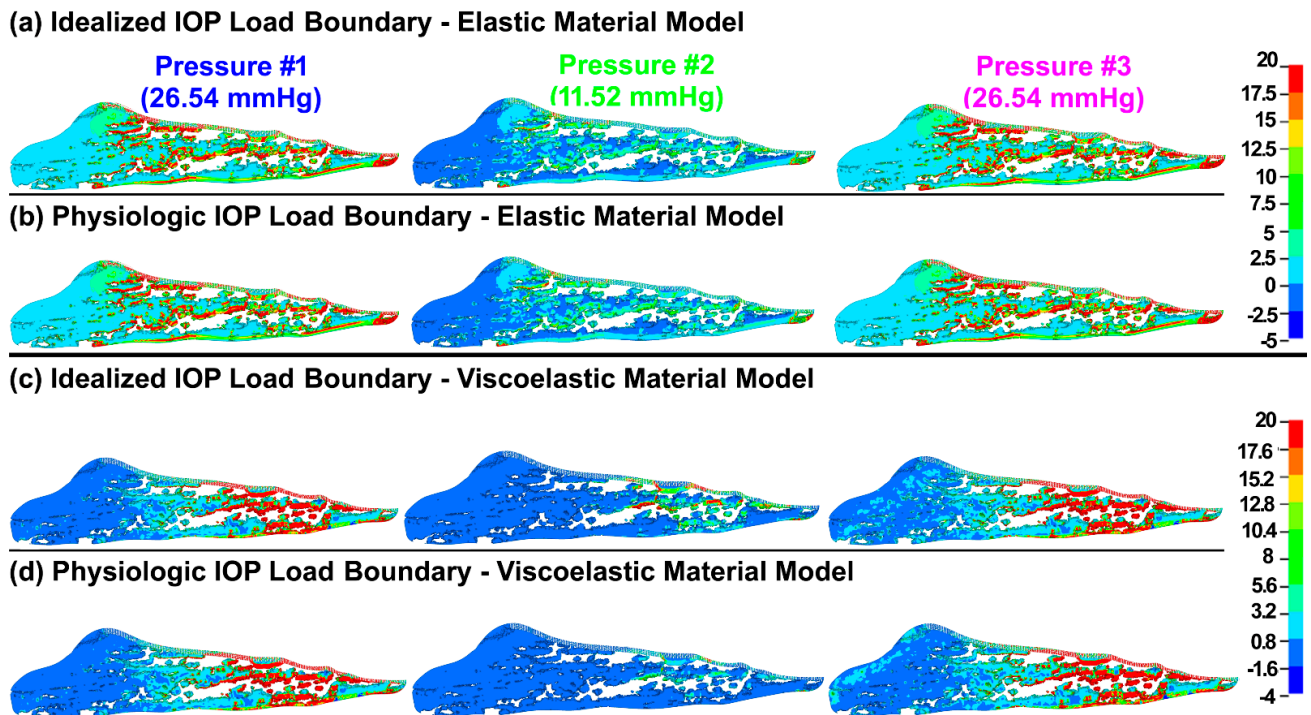 (a) Idealized IOP Load Boundary - Elastic Material Model
Pressure #1
(26.54 mmHg)
Pressure #2
(11.52 mmHg)
Pressure #3
(26.54 mmHg)
20
17.5
15
12.5
10
7.5
5
2.5
0
-2.5
-5
(b) Physiologic IOP Load Boundary - Elastic Material Model
(c) Idealized IOP Load Boundary - Viscoelastic Material Model
20
17.6
15.2
12.8
10.4
8
5.6
3.2
0.8
-1.6
-4
(d) Physiologic IOP Load Boundary - Viscoelastic Material Model